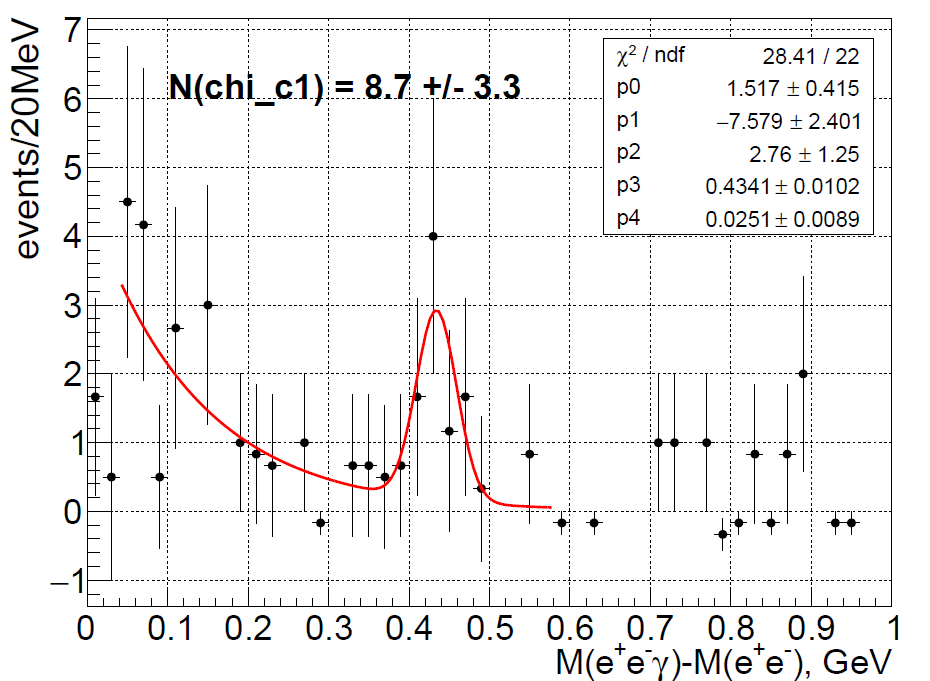 events/20MeV
7
6
5
4
3
2
1
0
−1
N(chi_c1) = 8.7 +/- 3.3
χ² / ndf 28.41 / 22
p0 1.517 ± 0.415
p1 −7.579 ± 2.401
p2 2.76 ± 1.25
p3 0.4341 ± 0.0102
p4 0.0251 ± 0.0089
0 0.1 0.2 0.3 0.4 0.5 0.6 0.7 0.8 0.9 1
M(e⁺e⁻γ)-M(e⁺e⁻), GeV